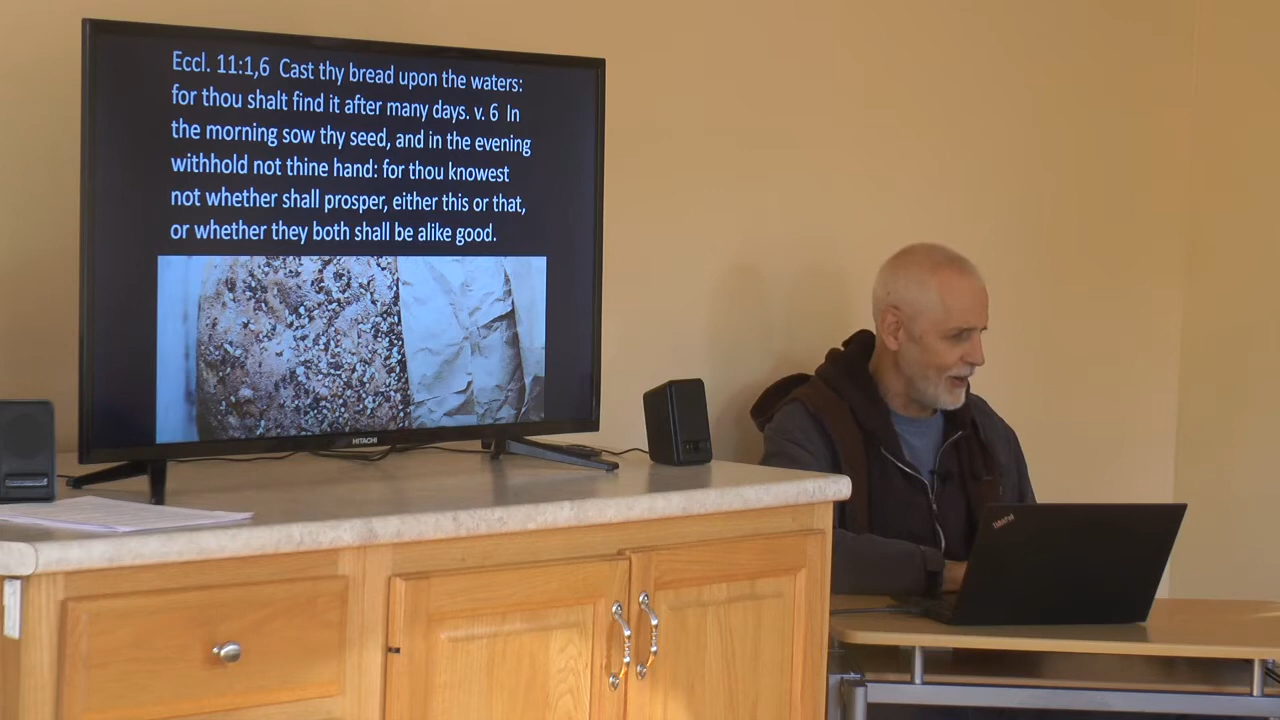 Eccl. 11:1,6  Cast thy bread upon the waters:
for thou shalt find it after many days. v. 6  In
the morning sow thy seed, and in the evening
withhold not thine hand: for thou knowest
not whether shall prosper, either this or that,
or whether they both shall be alike good.
HITACHI
ThinkPad